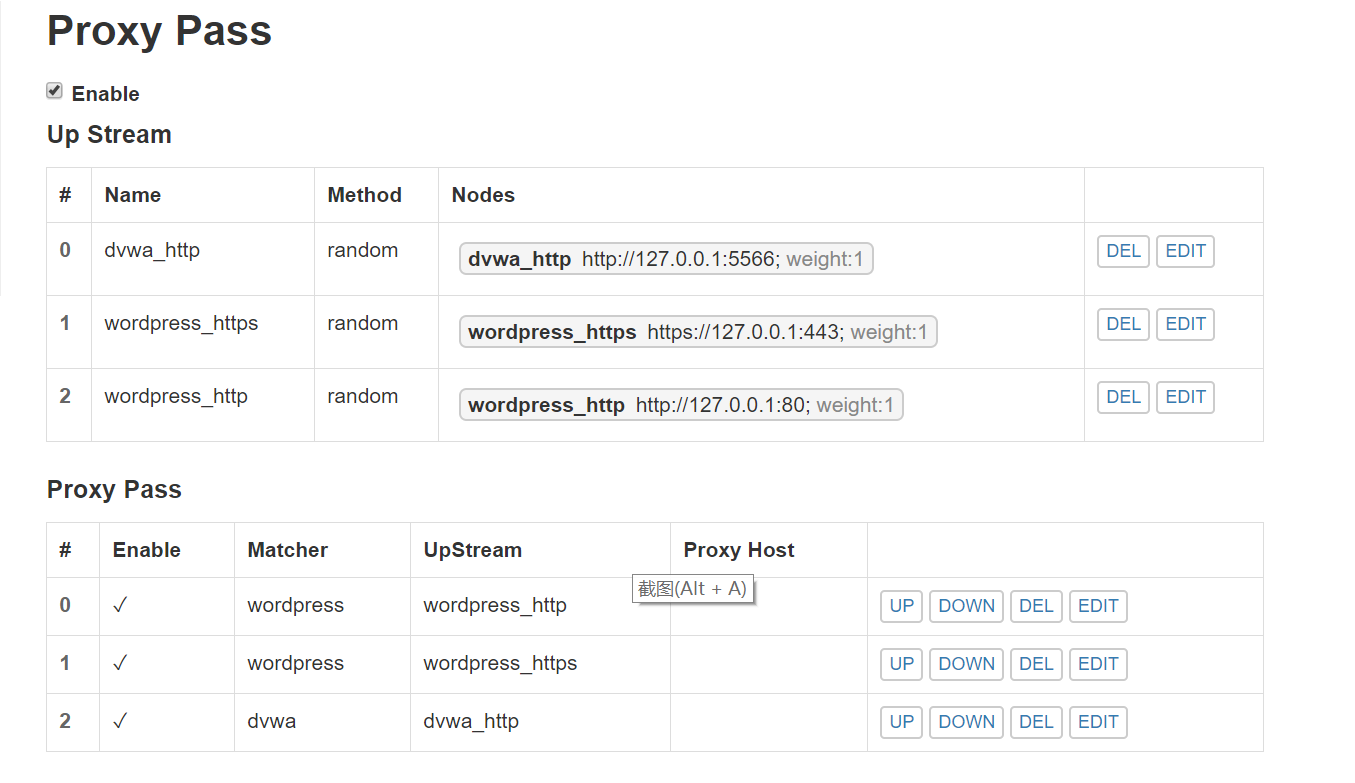 Proxy Pass
Enable
Up Stream
# Name Method Nodes
0 dvwa_http random dvwa_http http://127.0.0.1:5566; weight:1 DEL EDIT
1 wordpress_https random wordpress_https https://127.0.0.1:443; weight:1 DEL EDIT
2 wordpress_http random wordpress_http http://127.0.0.1:80; weight:1 DEL EDIT
Proxy Pass
# Enable Matcher UpStream Proxy Host
截图(Alt + A)
0 ✓ wordpress wordpress_http UP DOWN DEL EDIT
1 ✓ wordpress wordpress_https UP DOWN DEL EDIT
2 ✓ dvwa dvwa_http UP DOWN DEL EDIT